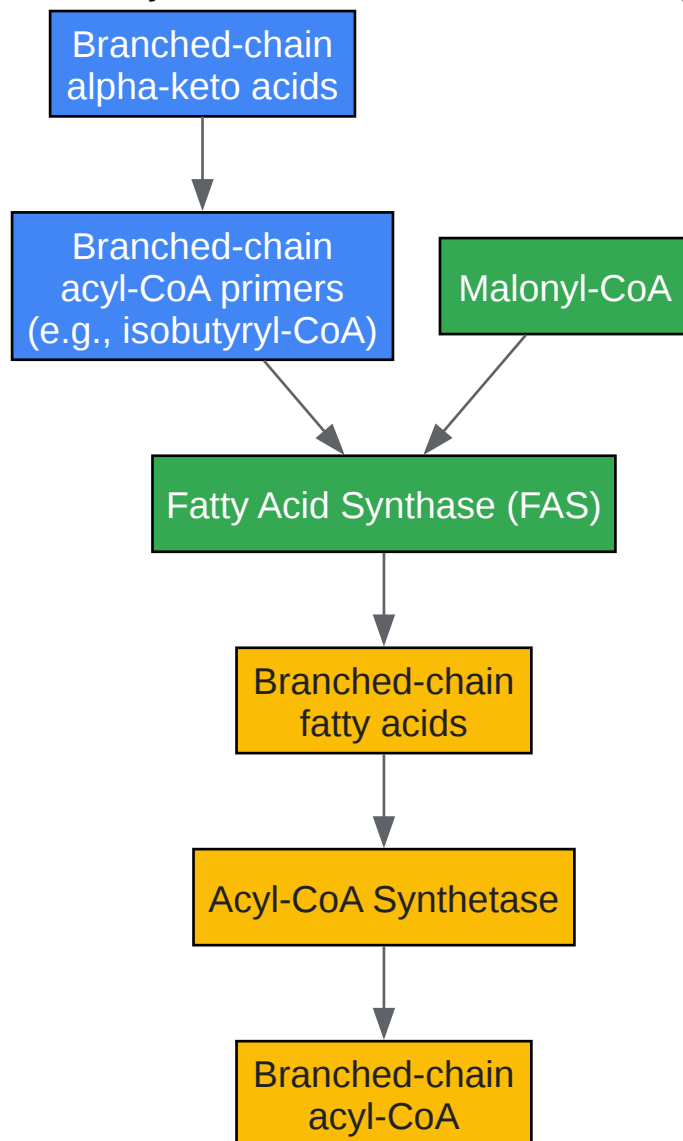 Branched-chain
alpha-keto acids
Branched-chain
acyl-CoA primers
(e.g., isobutyryl-CoA)
Malonyl-CoA
Fatty Acid Synthase (FAS)
Branched-chain
fatty acids
Acyl-CoA Synthetase
Branched-chain
acyl-CoA